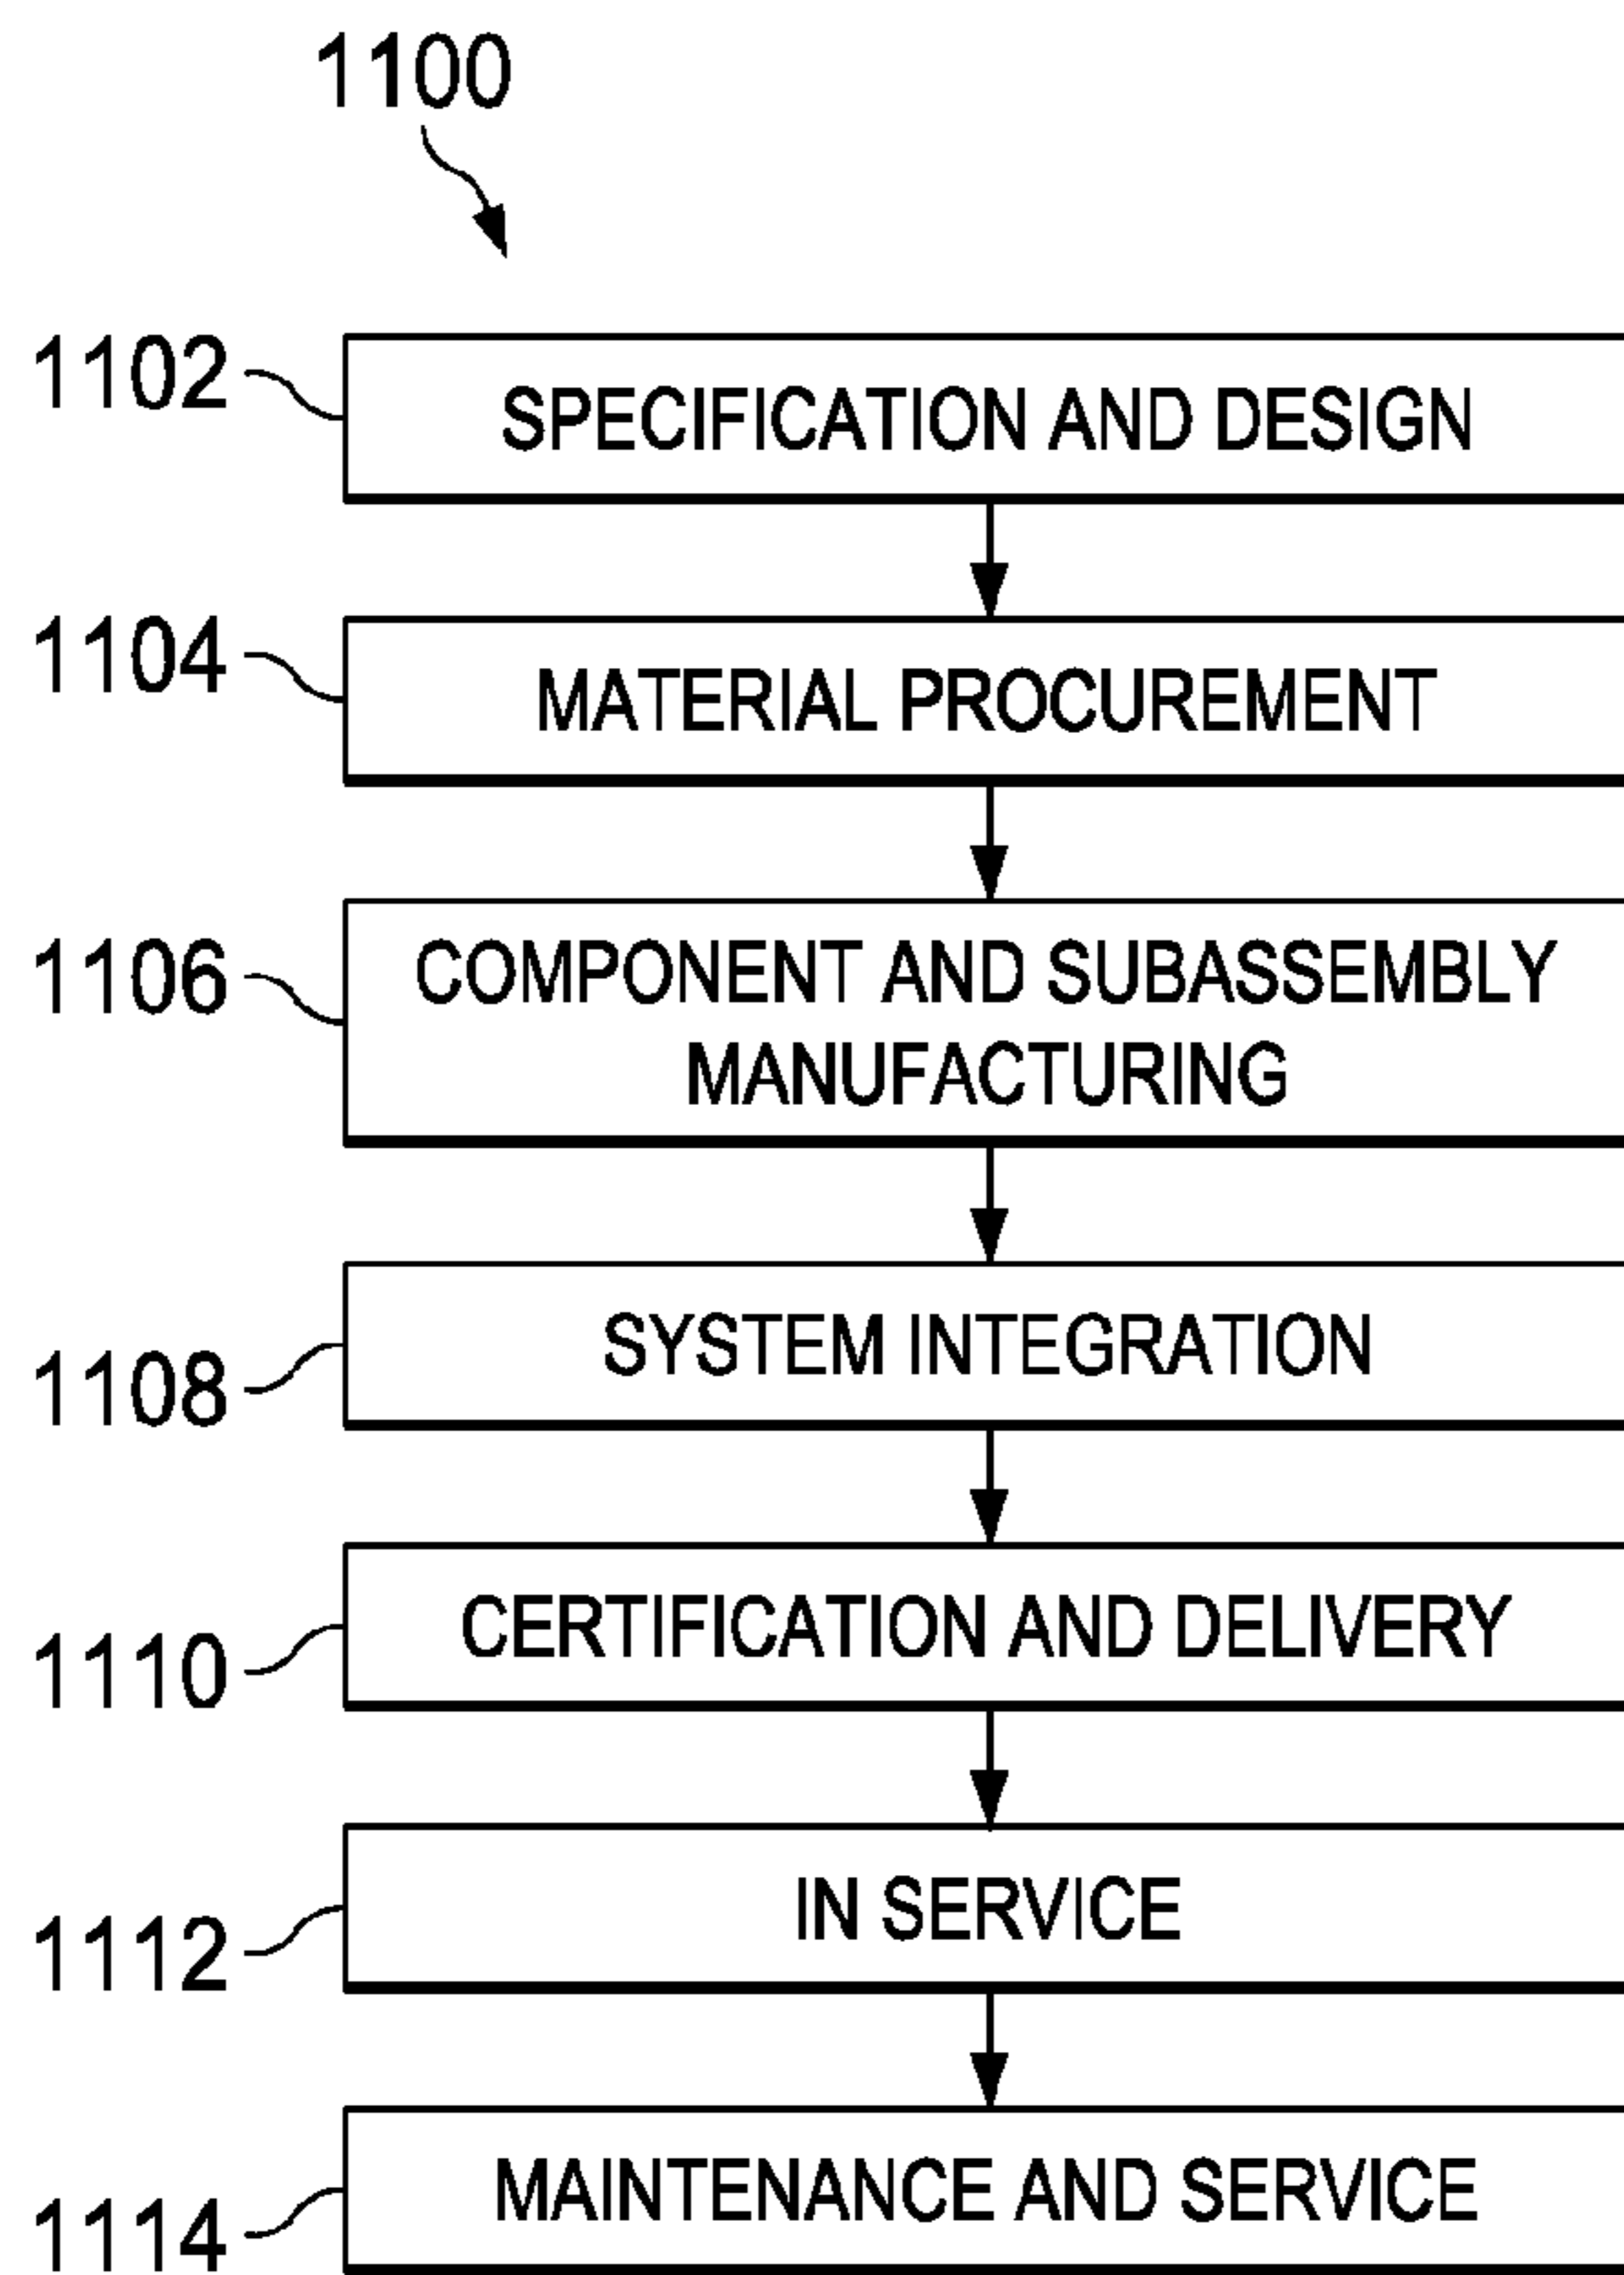 1100
1102
SPECIFICATION AND DESIGN
1104
MATERIAL PROCUREMENT
1106
COMPONENT AND SUBASSEMBLY
MANUFACTURING
1108
SYSTEM INTEGRATION
1110
CERTIFICATION AND DELIVERY
1112
IN SERVICE
1114
MAINTENANCE AND SERVICE